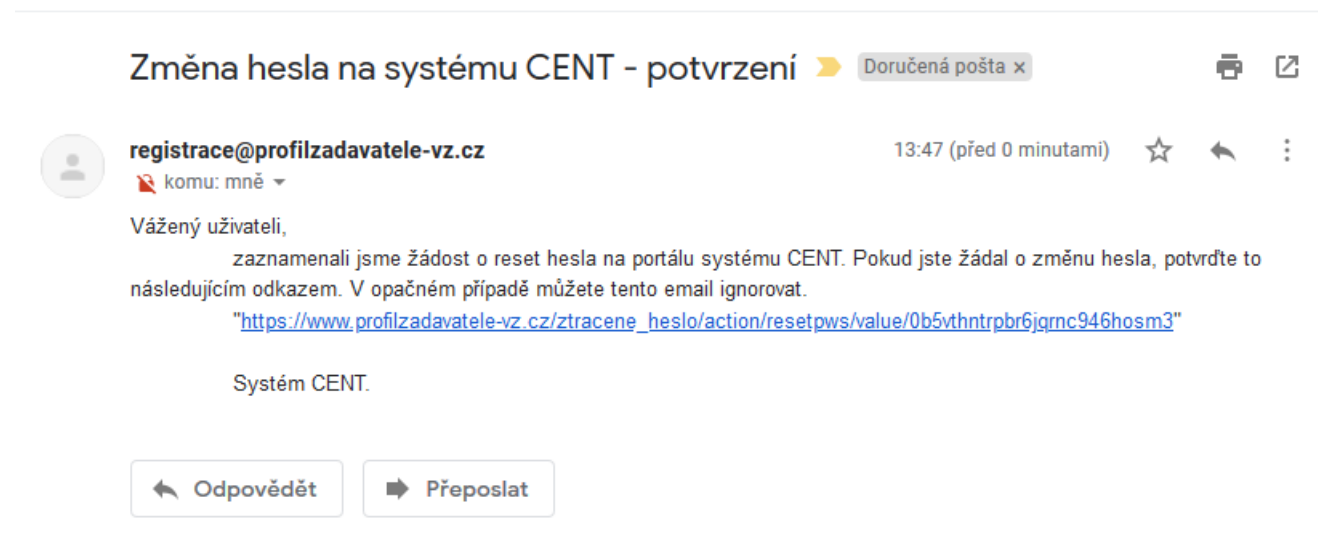 Změna hesla na systému CENT - potvrzení Doručená pošta x
registrace@profilzadavatele-vz.cz 13:47 (před 0 minutami)
komu: mně
Vážený uživateli,
zaznamenali jsme žádost o reset hesla na portálu systému CENT. Pokud jste žádal o změnu hesla, potvrďte to
následujícím odkazem. V opačném případě můžete tento email ignorovat.
"https://www.profilzadavatele-vz.cz/ztracene_heslo/action/resetpws/value/0b5vthntrpbr6jqrnc946hosm3"
Systém CENT.
Odpovědět Přeposlat